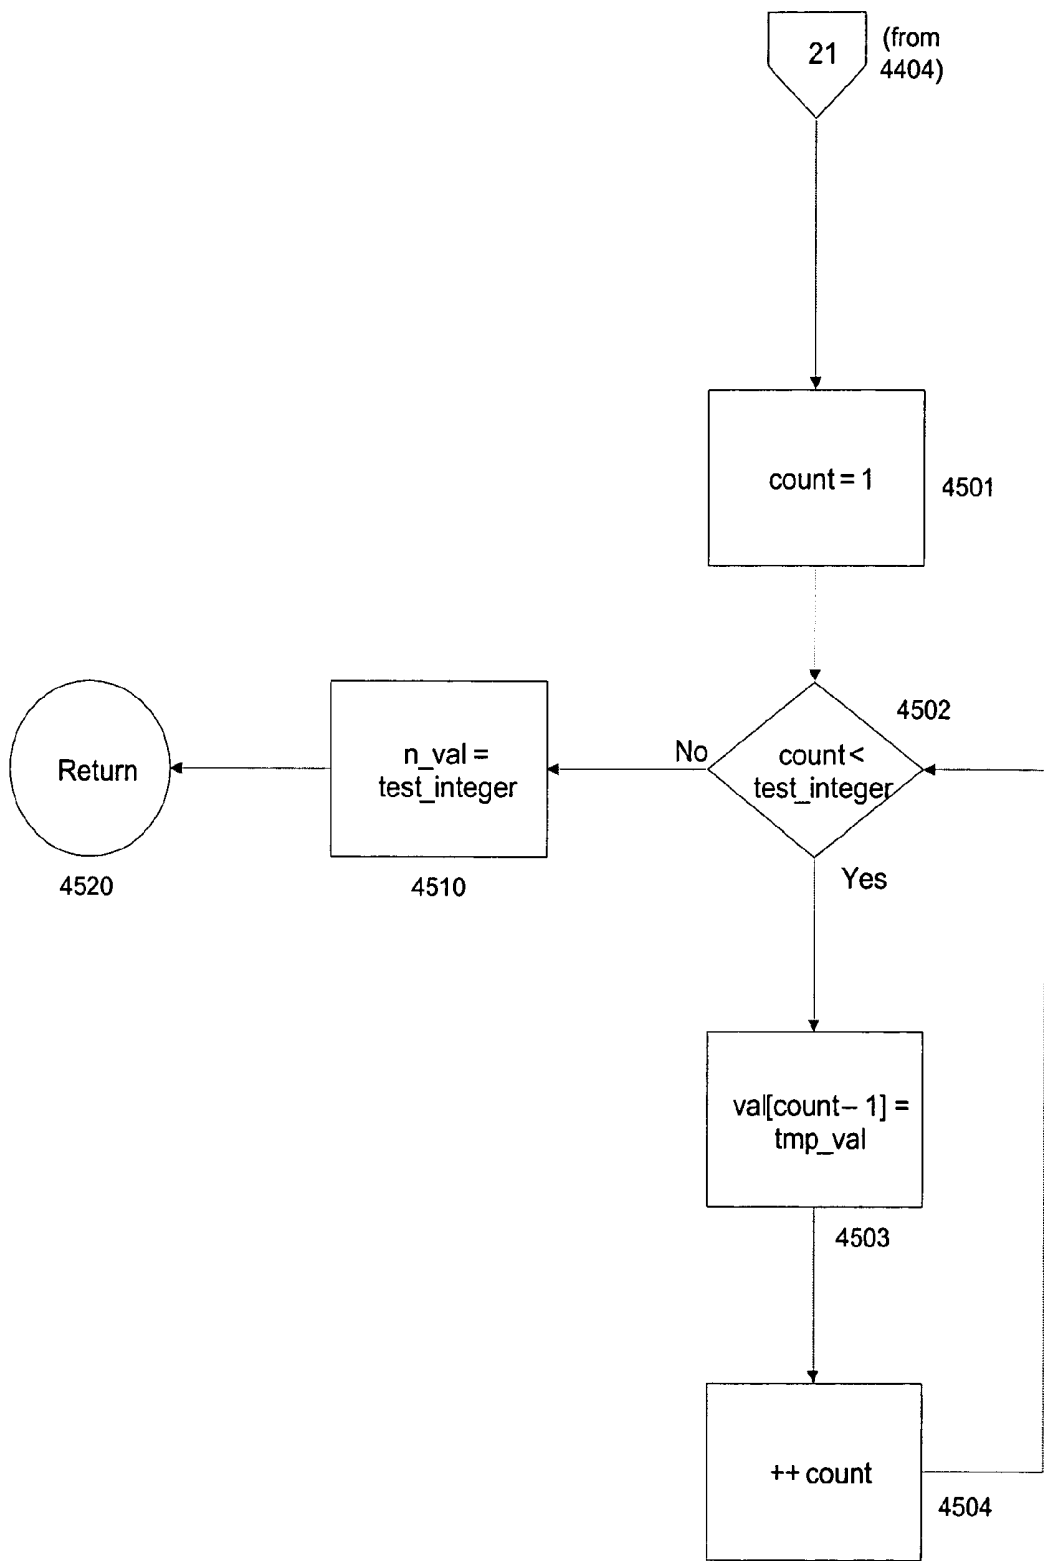 21
(from
4404)
count = 1
4501
4502
count <
test_integer
No
n_val =
test_integer
4510
Return
4520
Yes
val[count – 1] =
tmp_val
4503
++ count
4504